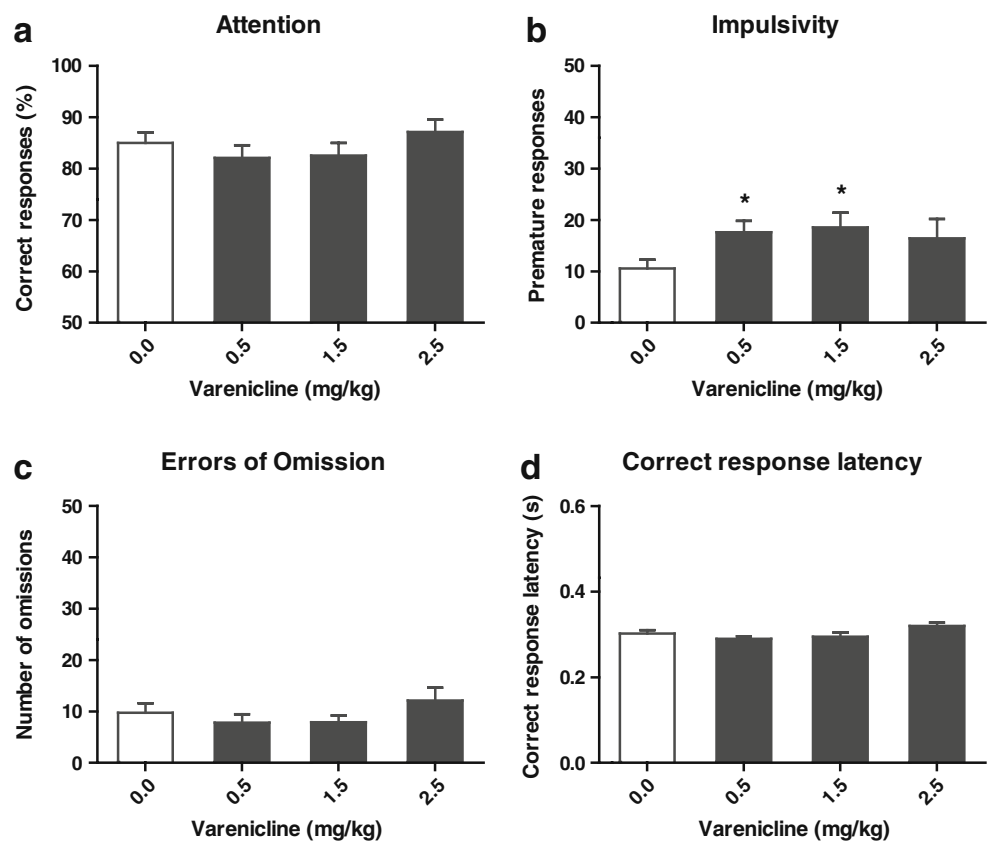 a
Attention
Correct responses (%)
100
90
80
70
60
50
0.0
0.5
1.5
2.5
Varenicline (mg/kg)
b
Impulsivity
Premature responses
50
40
30
20
10
0
*
*
0.0
0.5
1.5
2.5
Varenicline (mg/kg)
c
Errors of Omission
Number of omissions
50
40
30
20
10
0
0.0
0.5
1.5
2.5
Varenicline (mg/kg)
d
Correct response latency
Correct response latency (s)
0.6
0.4
0.2
0.0
0.0
0.5
1.5
2.5
Varenicline (mg/kg)